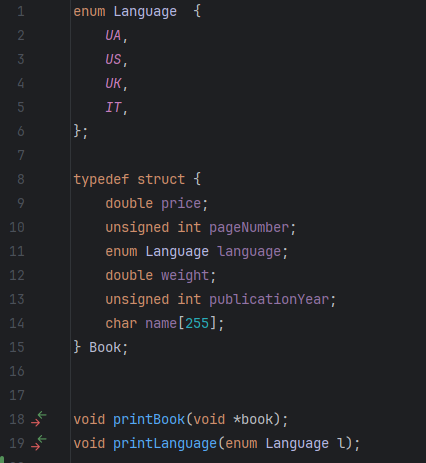 1 enum Language  {
2     UA,
3     US,
4     UK,
5     IT,
6 };
7
8 typedef struct {
9     double price;
10     unsigned int pageNumber;
11     enum Language language;
12     double weight;
13     unsigned int publicationYear;
14     char name[255];
15 } Book;
16
17
18 void printBook(void *book);
19 void printLanguage(enum Language l);